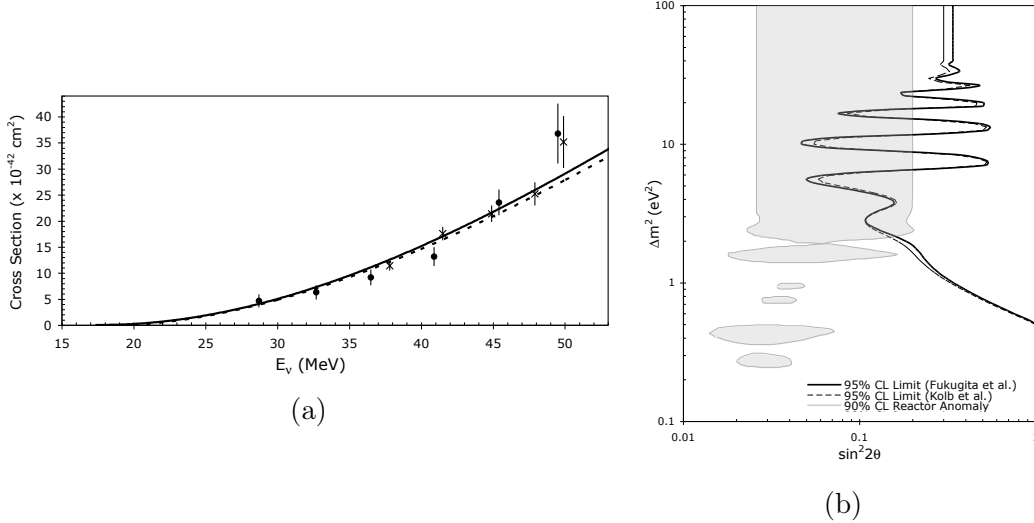 Cross Section (x 10⁻⁴² cm²)
40
35
30
25
20
15
10
5
0
15 20 25 30 35 40 45 50
Eν (MeV)
(a)
Δm² (eV²)
100
10
1
0.1
95% CL Limit (Fukugita et al.)
95% CL Limit (Kolb et al.)
90% CL Reactor Anomaly
0.01 0.1 1
sin²2θ
(b)